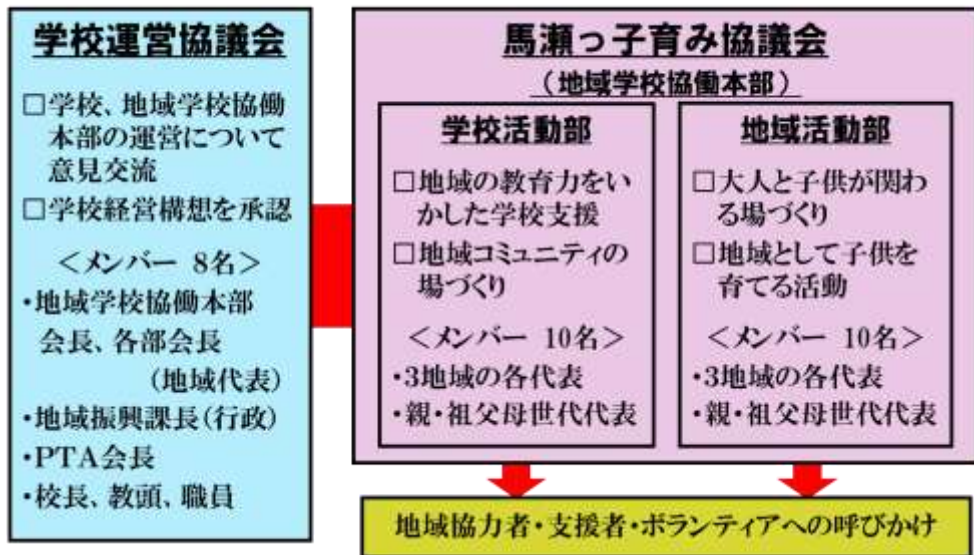 学校運営協議会
□学校、地域学校協働
本部の運営について
意見交流
□学校経営構想を承認
＜メンバー 8名＞
・地域学校協働本部
会長、各部会長
（地域代表）
・地域振興課長（行政）
・PTA会長
・校長、教頭、職員
馬瀬っ子育み協議会
（地域学校協働本部）
学校活動部
□地域の教育力をい
かした学校支援
□地域コミュニティの
場づくり
＜メンバー 10名＞
・3地域の各代表
・親・祖父母世代代表
地域活動部
□大人と子供が関わ
る場づくり
□地域として子供を
育てる活動
＜メンバー 10名＞
・3地域の各代表
・親・祖父母世代代表
地域協力者・支援者・ボランティアへの呼びかけ